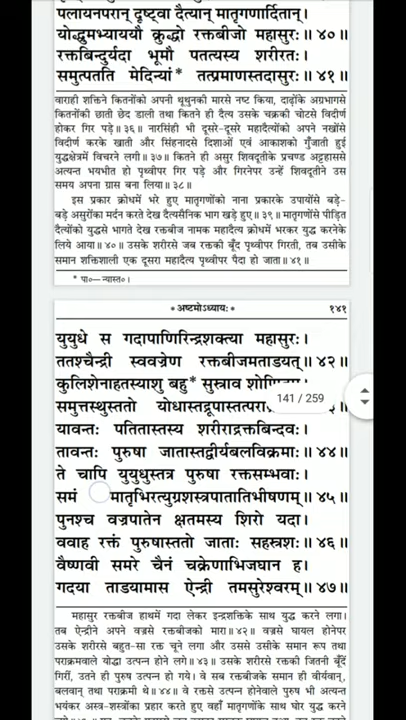 पलायनपरान् दृष्ट्वा दैत्यान् मातृगणार्दितान्।
योद्धुमभ्याययौ क्रुद्धो रक्तबीजो महासुरः॥ ४०॥
रक्तबिन्दुर्यदा भूमौ पतत्यस्य शरीरतः।
समुत्पतति मेदिन्यां* तत्प्रमाणस्तदासुरः॥ ४१॥
वाराही शक्तिने कितनोंको अपनी थूथुनकी मारसे नष्ट किया, दाढ़ोंके अग्रभागसे
कितनोंकी छाती छेद डाली तथा कितने ही दैत्य उसके चक्रकी चोटसे विदीर्ण
होकर गिर पड़े॥ ३६॥ नारसिंही भी दूसरे-दूसरे महादैत्योंको अपने नखोंसे
विदीर्ण करके खाती और सिंहनादसे दिशाओं एवं आकाशको गुँजाती हुई
युद्धक्षेत्रमें विचरने लगी॥ ३७॥ कितने ही असुर शिवदूतीके प्रचण्ड अट्टहाससे
अत्यन्त भयभीत हो पृथ्वीपर गिर पड़े और गिरनेपर उन्हें शिवदूतीने उस
समय अपना ग्रास बना लिया॥ ३८॥
इस प्रकार क्रोधमें भरे हुए मातृगणोंको नाना प्रकारके उपायोंसे बड़े-
बड़े असुरोंका मर्दन करते देख दैत्यसैनिक भाग खड़े हुए॥ ३९॥ मातृगणोंसे पीड़ित
दैत्योंको युद्धसे भागते देख रक्तबीज नामक महादैत्य क्रोधमें भरकर युद्ध करनेके
लिये आया॥ ४०॥ उसके शरीरसे जब रक्तकी बूँद पृथ्वीपर गिरती, तब उसीके
समान शक्तिशाली एक दूसरा महादैत्य पृथ्वीपर पैदा हो जाता॥ ४१॥
* पा०— न्यास्त०।
* अष्टमोऽध्यायः * १४१
युयुधे स गदापाणिरिन्द्रशक्त्या महासुरः।
ततश्चैन्द्री स्ववज्रेण रक्तबीजमताडयत्॥ ४२॥
कुलिशेनाहतस्याशु बहु* सुस्राव
समुत्तस्थुस्ततो
141 / 259
यावन्तः पतितास्तस्य शरीराद्रक्तबिन्दवः।
तावन्तः पुरुषा जातास्तद्वीर्यबलविक्रमाः॥ ४४॥
ते चापि युयुधुस्तत्र पुरुषा रक्तसम्भवाः।
समं मातृभिरत्युग्रशस्त्रपातातिभीषणम्॥ ४५॥
पुनश्च वज्रपातेन क्षतमस्य शिरो यदा।
ववाह रक्तं पुरुषास्ततो जाताः सहस्रशः॥ ४६॥
वैष्णवी समरे चैनं चक्रेणाभिजघान ह।
गदया ताडयामास ऐन्द्री तमसुरेश्वरम्॥ ४७॥
महासुर रक्तबीज हाथमें गदा लेकर इन्द्रशक्तिके साथ युद्ध करने लगा।
तब ऐन्द्रीने अपने वज्रसे रक्तबीजको मारा॥ ४२॥ वज्रसे घायल होनेपर
उसके शरीरसे बहुत-सा रक्त चूने लगा और उससे उसीके समान रूप तथा
पराक्रमवाले योद्धा उत्पन्न होने लगे॥ ४३॥ उसके शरीरसे रक्तकी जितनी बूँदें
गिरीं, उतने ही पुरुष उत्पन्न हो गये। वे सब रक्तबीजके समान ही वीर्यवान्,
बलवान् तथा पराक्रमी थे॥ ४४॥ वे रक्तसे उत्पन्न होनेवाले पुरुष भी अत्यन्त
भयंकर अस्त्र-शस्त्रोंका प्रहार करते हुए वहाँ मातृगणोंके साथ घोर युद्ध करने